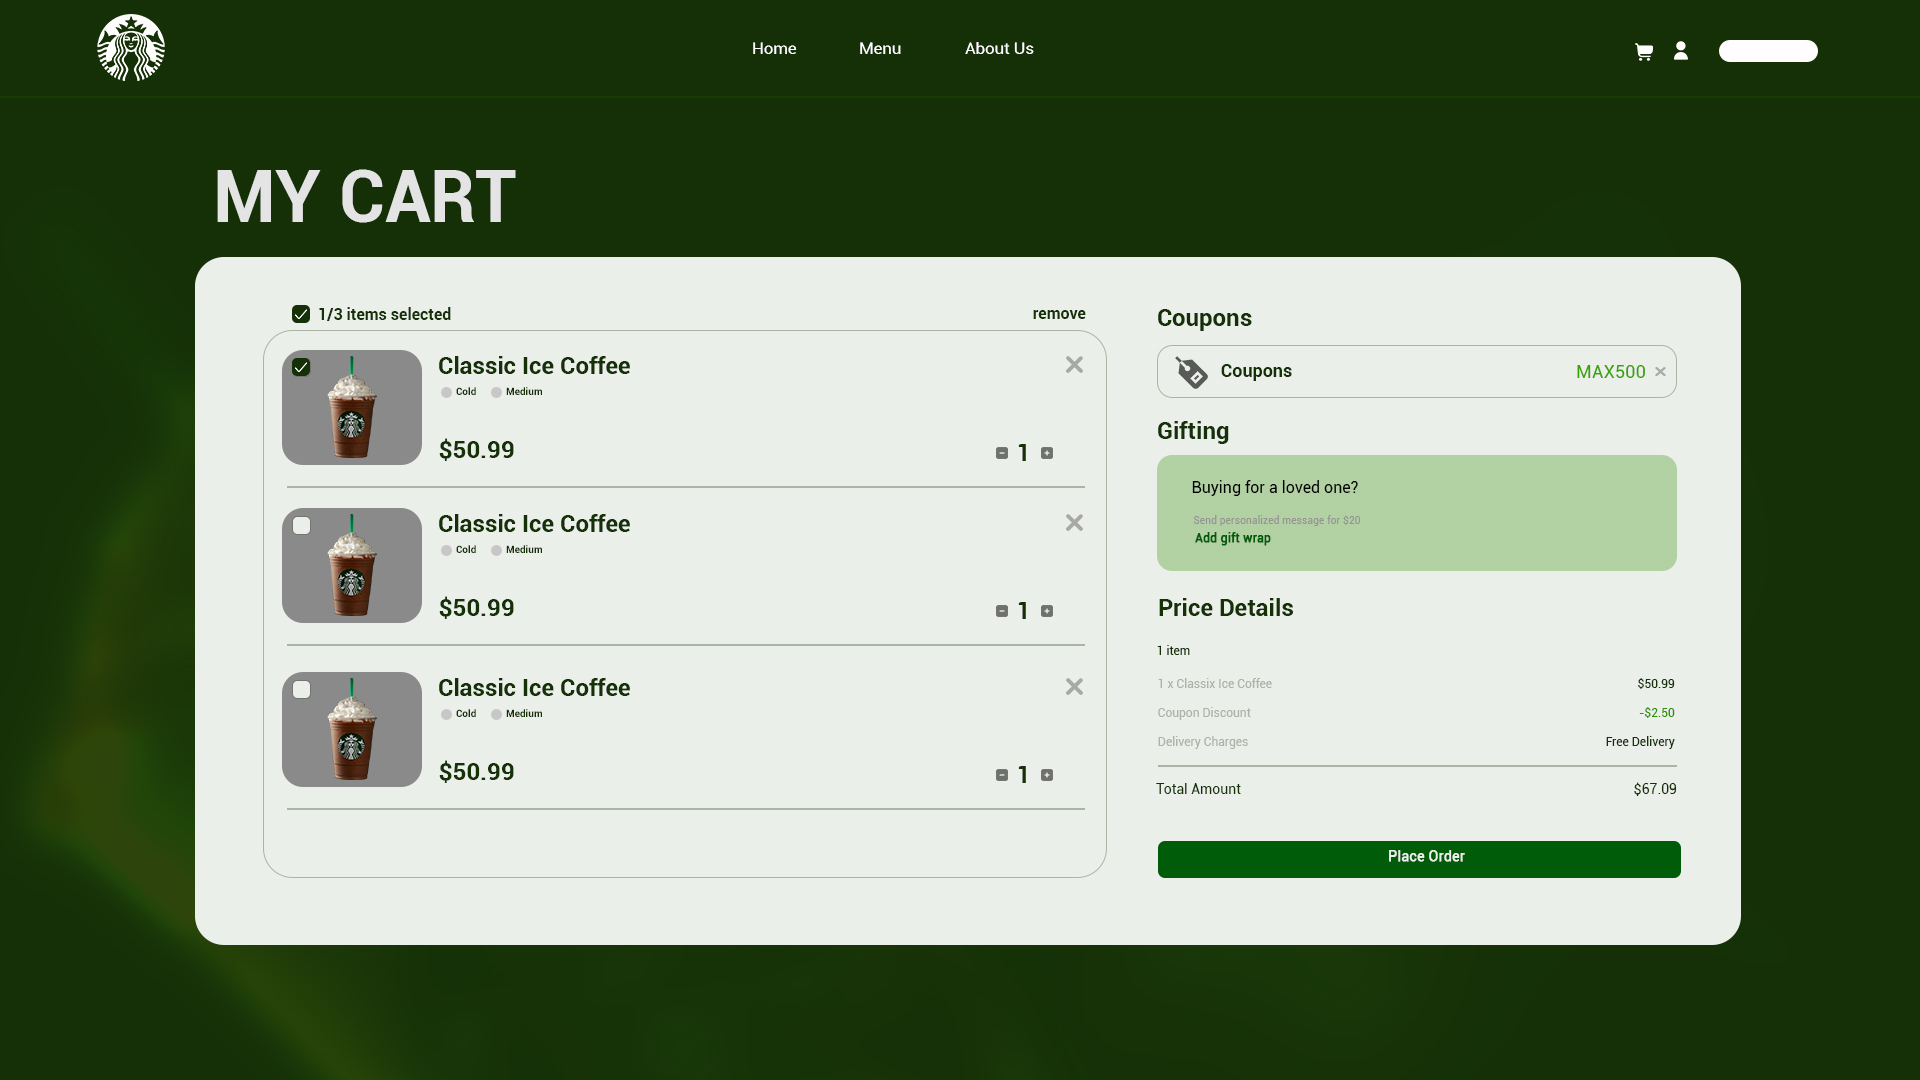 Home Menu About Us
MY CART
1/3 items selected remove
Classic Ice Coffee
Cold Medium
$50.99 1
Classic Ice Coffee
Cold Medium
$50.99 1
Classic Ice Coffee
Cold Medium
$50.99 1
Coupons
Coupons MAX500
Gifting
Buying for a loved one?
Send personalized message for $20
Add gift wrap
Price Details
1 item
1 x Classix Ice Coffee $50.99
Coupon Discount -$2.50
Delivery Charges Free Delivery
Total Amount $67.09
Place Order